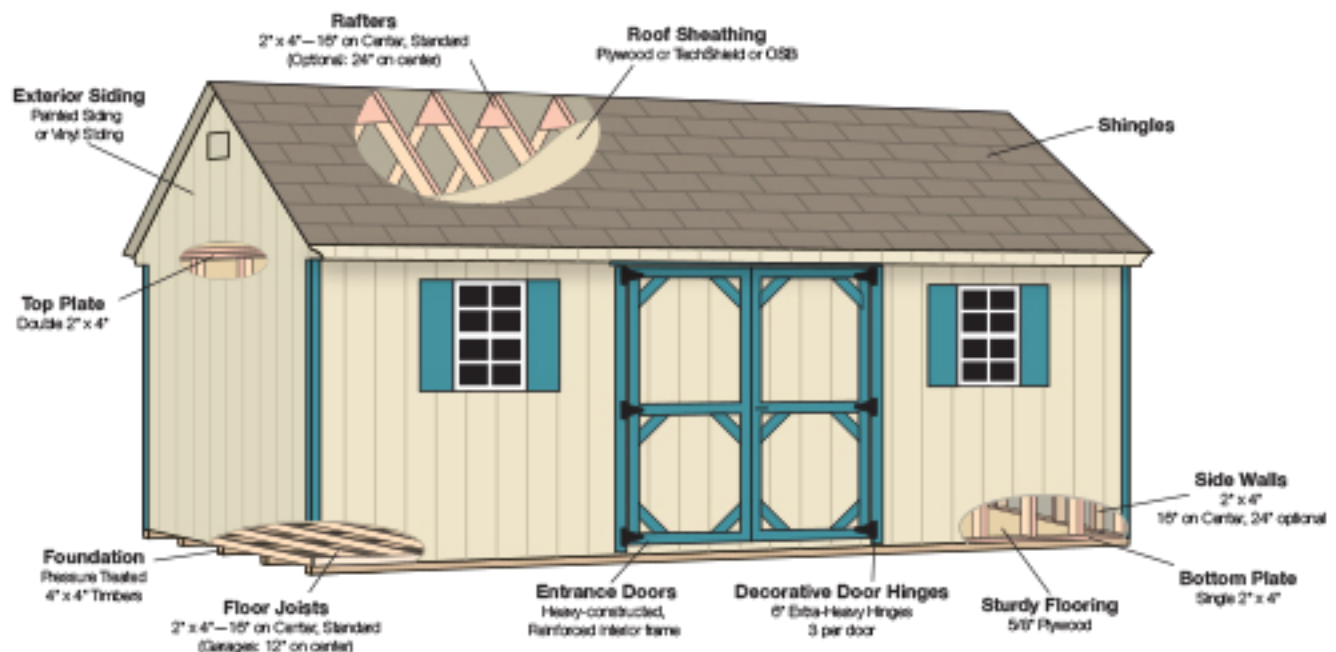 Rafters
2" x 4"—16" on Center, Standard
(Optional: 24" on center)
Roof Sheathing
Plywood or TechShield or OSB
Exterior Siding
Painted Siding
or Vinyl Siding
Shingles
Top Plate
Double 2" x 4"
Side Walls
2" x 4"
16" on Center, 24" optional
Foundation
Pressure Treated
4" x 4" Timbers
Floor Joists
2" x 4"—16" on Center, Standard
(Garages: 12" on center)
Entrance Doors
Heavy-constructed,
Reinforced interior frame
Decorative Door Hinges
6" Extra-Heavy Hinges
3 per door
Sturdy Flooring
5/8" Plywood
Bottom Plate
Single 2" x 4"